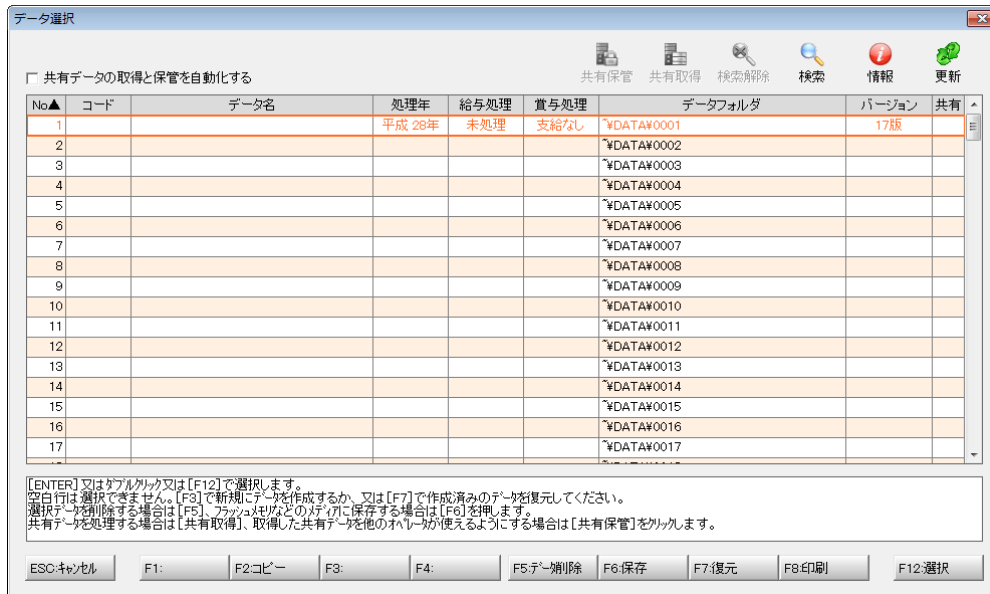 データ選択
共有データの取得と保管を自動化する
共有保管 共有取得 検索解除 検索 情報 更新
No▲ コード データ名 処理年 給与処理 賞与処理 データフォルダ バージョン 共有
1 平成 28年 未処理 支給なし ~¥DATA¥0001 17版
2 ~¥DATA¥0002
3 ~¥DATA¥0003
4 ~¥DATA¥0004
5 ~¥DATA¥0005
6 ~¥DATA¥0006
7 ~¥DATA¥0007
8 ~¥DATA¥0008
9 ~¥DATA¥0009
10 ~¥DATA¥0010
11 ~¥DATA¥0011
12 ~¥DATA¥0012
13 ~¥DATA¥0013
14 ~¥DATA¥0014
15 ~¥DATA¥0015
16 ~¥DATA¥0016
17 ~¥DATA¥0017
[ENTER]又はダブルクリック又は[F12]で選択します。
空白行は選択できません。[F3]で新規にデータを作成するか、又は[F7]で作成済みのデータを復元してください。
選択データを削除する場合は[F5]、フラッシュメモリなどのメディアに保存する場合は[F6]を押します。
共有データを処理する場合は[共有取得]、取得した共有データを他のオペレータが使えるようにする場合は[共有保管]をクリックします。
ESC:キャンセル F1: F2:コピー F3: F4: F5:データ削除 F6:保存 F7:復元 F8:印刷 F12:選択